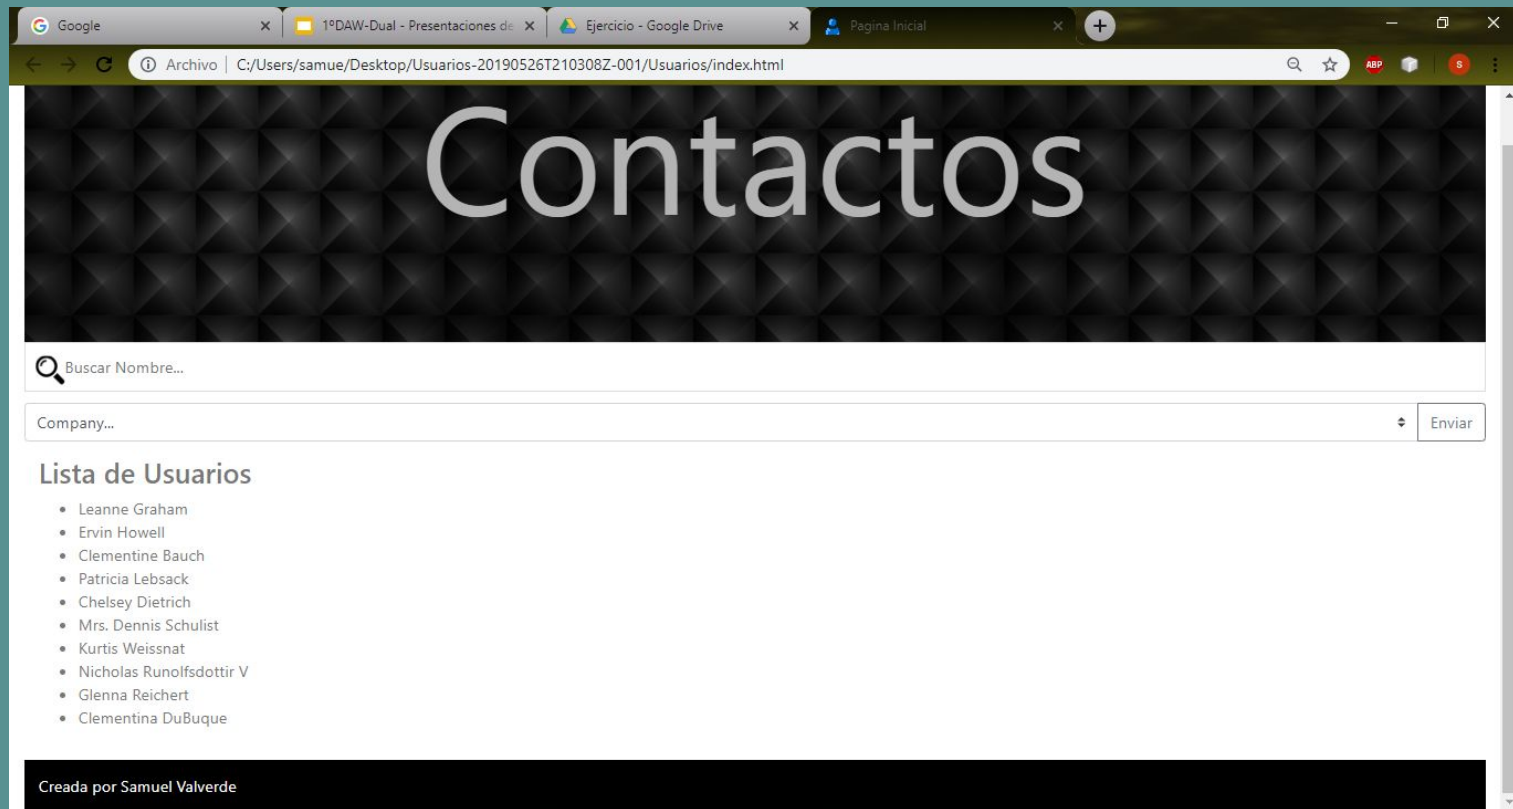 Google
1ºDAW-Dual - Presentaciones de
Ejercicio - Google Drive
Pagina Inicial
Archivo | C:/Users/samue/Desktop/Usuarios-20190526T210308Z-001/Usuarios/index.html
ABP
S
Contactos
Buscar Nombre...
Company...
Enviar
Lista de Usuarios
Leanne Graham
Ervin Howell
Clementine Bauch
Patricia Lebsack
Chelsey Dietrich
Mrs. Dennis Schulist
Kurtis Weissnat
Nicholas Runolfsdottir V
Glenna Reichert
Clementina DuBuque
Creada por Samuel Valverde